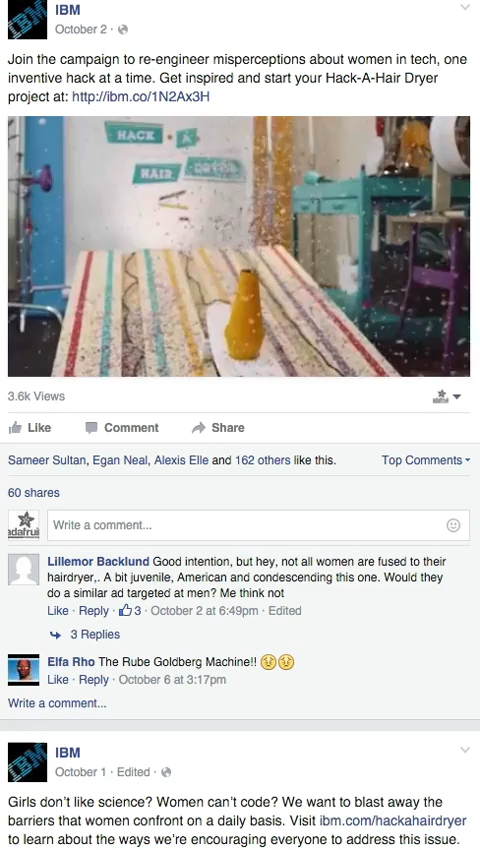 IBM
IBM
October 2 ·
Join the campaign to re-engineer misperceptions about women in tech, one
inventive hack at a time. Get inspired and start your Hack-A-Hair Dryer
project at: http://ibm.co/1N2Ax3H
HACK A
HAIR
3.6k Views
Like Comment Share
Sameer Sultan, Egan Neal, Alexis Elle and 162 others like this. Top Comments
60 shares
adafrui Write a comment...
Lillemor Backlund Good intention, but hey, not all women are fused to their
hairdryer,. A bit juvenile, American and condescending this one. Would they
do a similar ad targeted at men? Me think not
Like · Reply · 3 · October 2 at 6:49pm · Edited
3 Replies
Elfa Rho The Rube Goldberg Machine!!
Like · Reply · October 6 at 3:17pm
Write a comment...
IBM
IBM
October 1 · Edited ·
Girls don't like science? Women can't code? We want to blast away the
barriers that women confront on a daily basis. Visit ibm.com/hackahairdryer
to learn about the ways we're encouraging everyone to address this issue.